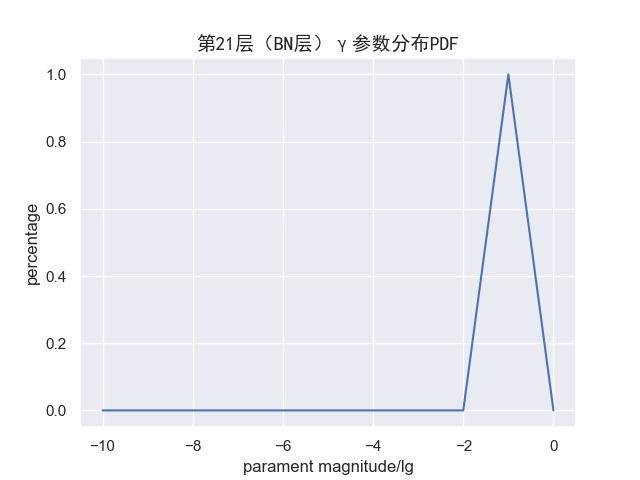 第21层（BN层）γ参数分布PDF
1.0
0.8
0.6
0.4
0.2
0.0
percentage
−10 −8 −6 −4 −2 0
parament magnitude/lg